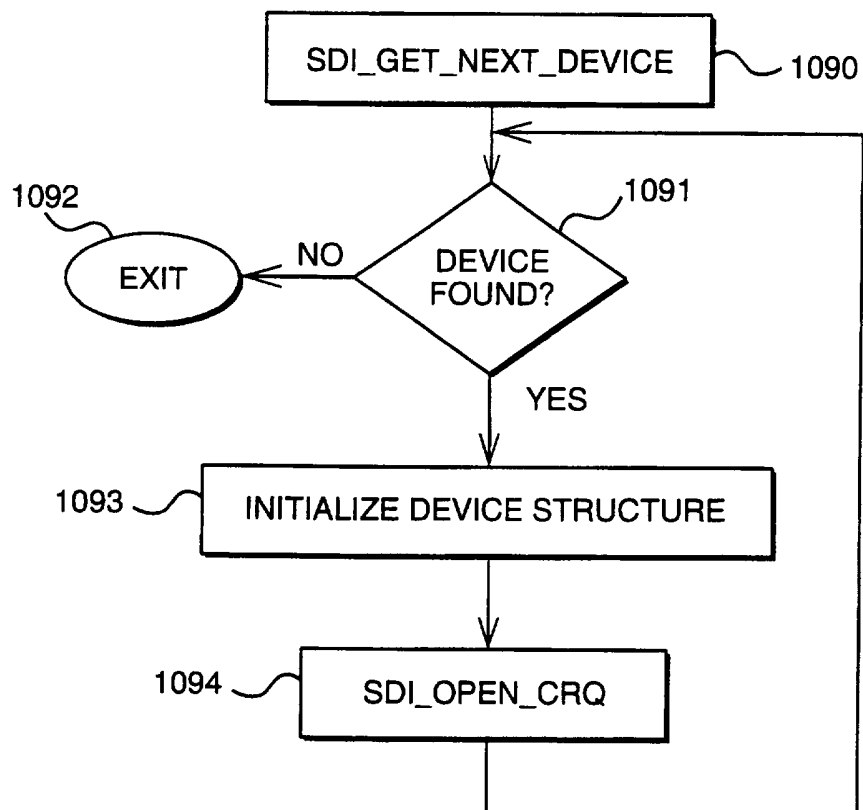 SDI_GET_NEXT_DEVICE
1090
1092
1091
EXIT
NO
DEVICE
FOUND?
YES
1093
INITIALIZE DEVICE STRUCTURE
1094
SDI_OPEN_CRQ